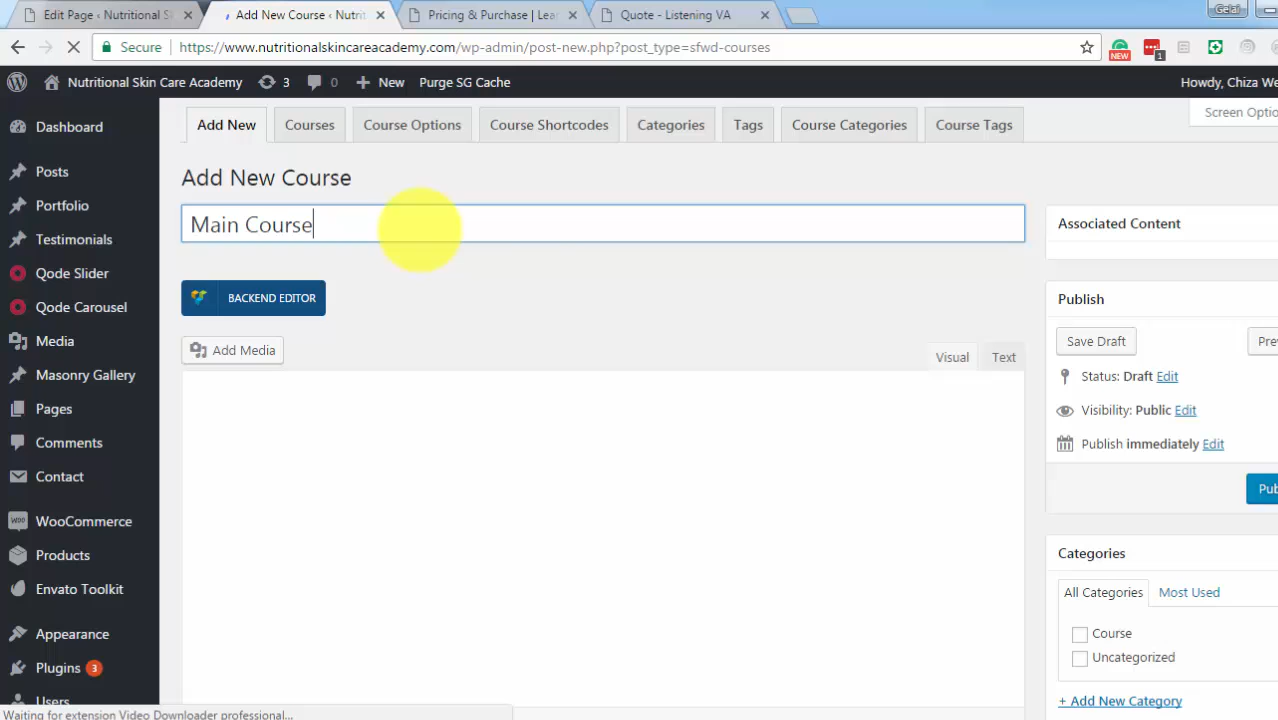 Edit Page ‹ Nutritional S
Add New Course ‹ Nutrit
Pricing & Purchase | Lea
Quote - Listening VA
Gelai
Secure
https://www.nutritionalskincareacademy.com/wp-admin/post-new.php?post_type=sfwd-courses
NEW
1
Nutritional Skin Care Academy
3
0
New
Purge SG Cache
Howdy, Chiza We
Add New
Courses
Course Options
Course Shortcodes
Categories
Tags
Course Categories
Course Tags
Screen Optio
Dashboard
Posts
Portfolio
Testimonials
Qode Slider
Qode Carousel
Media
Masonry Gallery
Pages
Comments
Contact
WooCommerce
Products
Envato Toolkit
Appearance
Plugins 3
Users
Add New Course
Main Course
BACKEND EDITOR
Add Media
Visual
Text
Associated Content
Publish
Save Draft
Prev
Status: Draft Edit
Visibility: Public Edit
Publish immediately Edit
Pub
Categories
All Categories
Most Used
Course
Uncategorized
+ Add New Category
Waiting for extension Video Downloader professional...